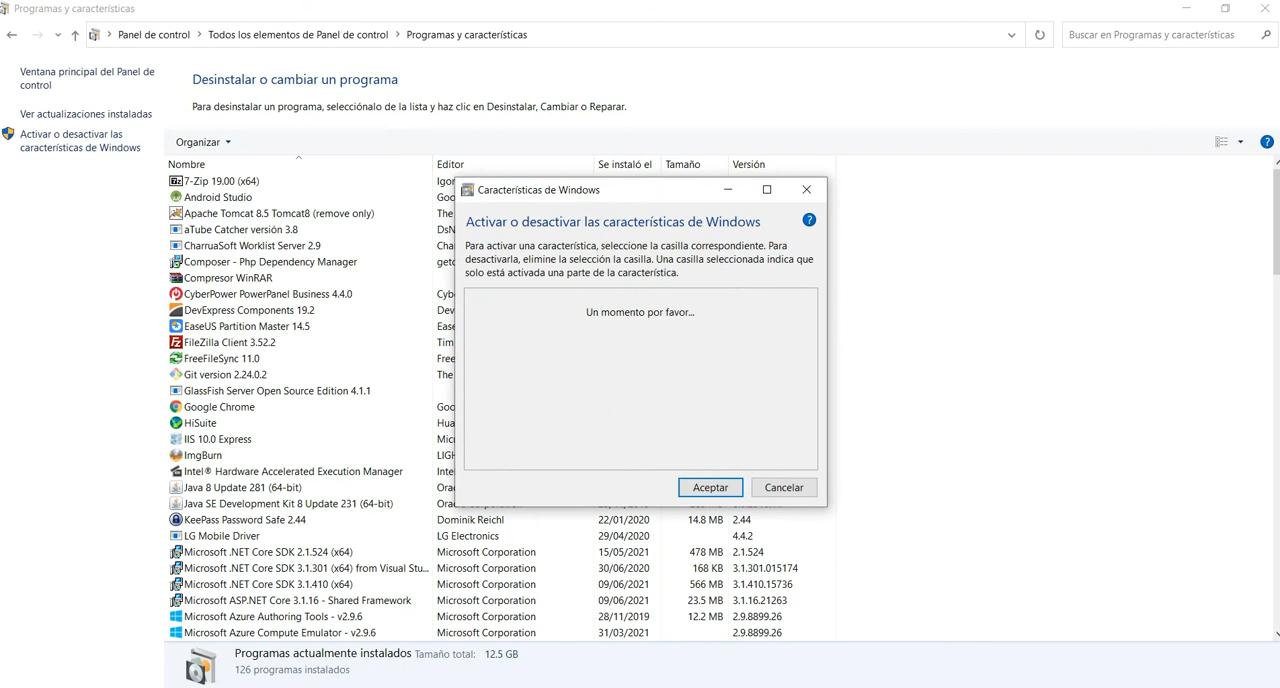 Programas y características
Panel de control > Todos los elementos de Panel de control > Programas y características
Buscar en Programas y características
Ventana principal del Panel de
control
Ver actualizaciones instaladas
Activar o desactivar las
características de Windows
Desinstalar o cambiar un programa
Para desinstalar un programa, selecciónalo de la lista y haz clic en Desinstalar, Cambiar o Reparar.
Organizar
Nombre Editor Se instaló el Tamaño Versión
7-Zip 19.00 (x64) Igor
Android Studio Goo
Apache Tomcat 8.5 Tomcat8 (remove only) The
aTube Catcher versión 3.8 DsN
CharruaSoft Worklist Server 2.9 Char
Composer - Php Dependency Manager getc
Compresor WinRAR
CyberPower PowerPanel Business 4.4.0 Cyb
DevExpress Components 19.2 Dev
EaseUS Partition Master 14.5 Ease
FileZilla Client 3.52.2 Tim
FreeFileSync 11.0 Free
Git version 2.24.0.2 The
GlassFish Server Open Source Edition 4.1.1
Google Chrome Goo
HiSuite Hua
IIS 10.0 Express Micr
ImgBurn LIGH
Intel® Hardware Accelerated Execution Manager Inte
Java 8 Update 281 (64-bit) Orac
Java SE Development Kit 8 Update 231 (64-bit)
KeePass Password Safe 2.44 Dominik Reichl 22/01/2020 14.8 MB 2.44
LG Mobile Driver LG Electronics 29/04/2020 4.4.2
Microsoft .NET Core SDK 2.1.524 (x64) Microsoft Corporation 15/05/2021 478 MB 2.1.524
Microsoft .NET Core SDK 3.1.301 (x64) from Visual Stu... Microsoft Corporation 30/06/2020 168 KB 3.1.301.015174
Microsoft .NET Core SDK 3.1.410 (x64) Microsoft Corporation 09/06/2021 566 MB 3.1.410.15736
Microsoft ASP.NET Core 3.1.16 - Shared Framework Microsoft Corporation 09/06/2021 23.5 MB 3.1.16.21263
Microsoft Azure Authoring Tools - v2.9.6 Microsoft Corporation 28/11/2019 12.2 MB 2.9.8899.26
Microsoft Azure Compute Emulator - v2.9.6 Microsoft Corporation 31/03/2021 2.9.8899.26
Programas actualmente instalados Tamaño total: 12.5 GB
126 programas instalados
Características de Windows
Activar o desactivar las características de Windows
Para activar una característica, seleccione la casilla correspondiente. Para
desactivarla, elimine la selección la casilla. Una casilla seleccionada indica que
solo está activada una parte de la característica.
Un momento por favor...
Aceptar Cancelar